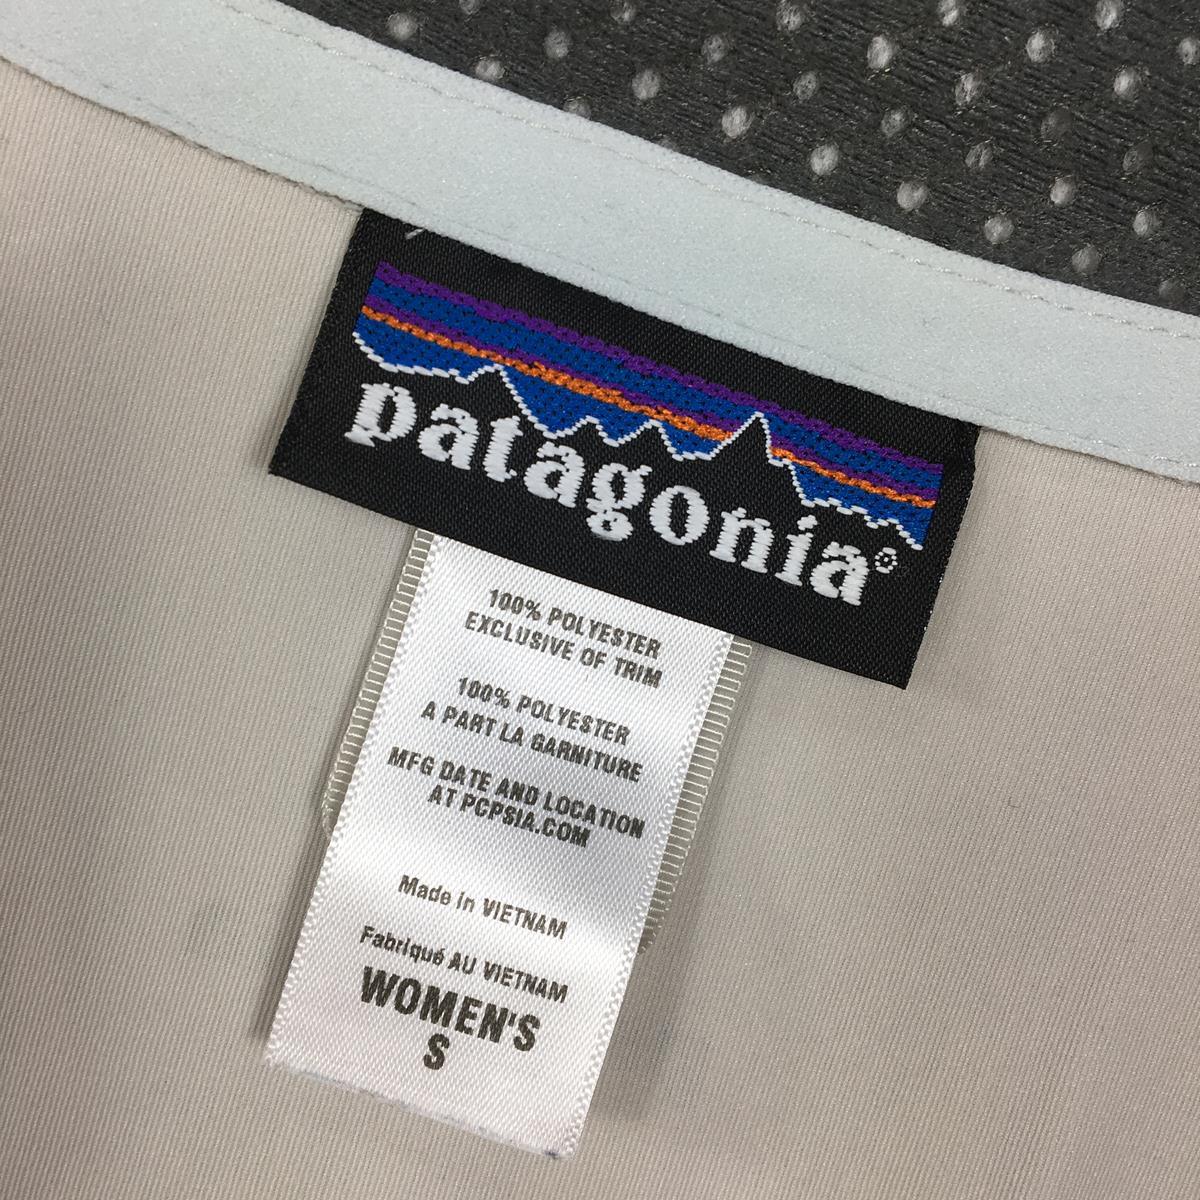 patagonia®
100% POLYESTER
EXCLUSIVE OF TRIM
100% POLYESTER
A PART LA GARNITURE
MFG DATE AND LOCATION
AT PCPSIA.COM
Made in VIETNAM
Fabriqué AU VIETNAM
WOMEN'S
S